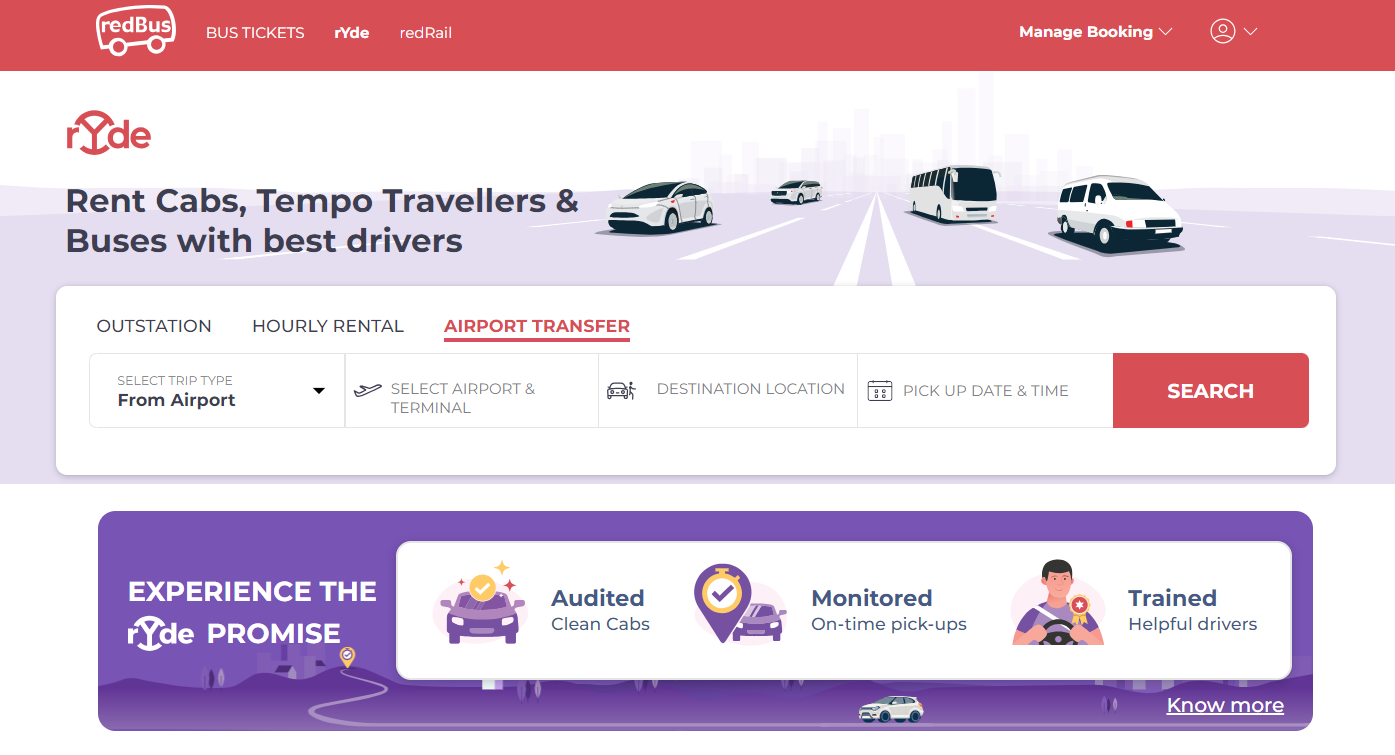 redBus
BUS TICKETS
rYde
redRail
Manage Booking
rYde
Rent Cabs, Tempo Travellers &
Buses with best drivers
OUTSTATION
HOURLY RENTAL
AIRPORT TRANSFER
SELECT TRIP TYPE
From Airport
SELECT AIRPORT &
TERMINAL
DESTINATION LOCATION
PICK UP DATE & TIME
SEARCH
EXPERIENCE THE
rYde PROMISE
Audited
Clean Cabs
Monitored
On-time pick-ups
Trained
Helpful drivers
Know more